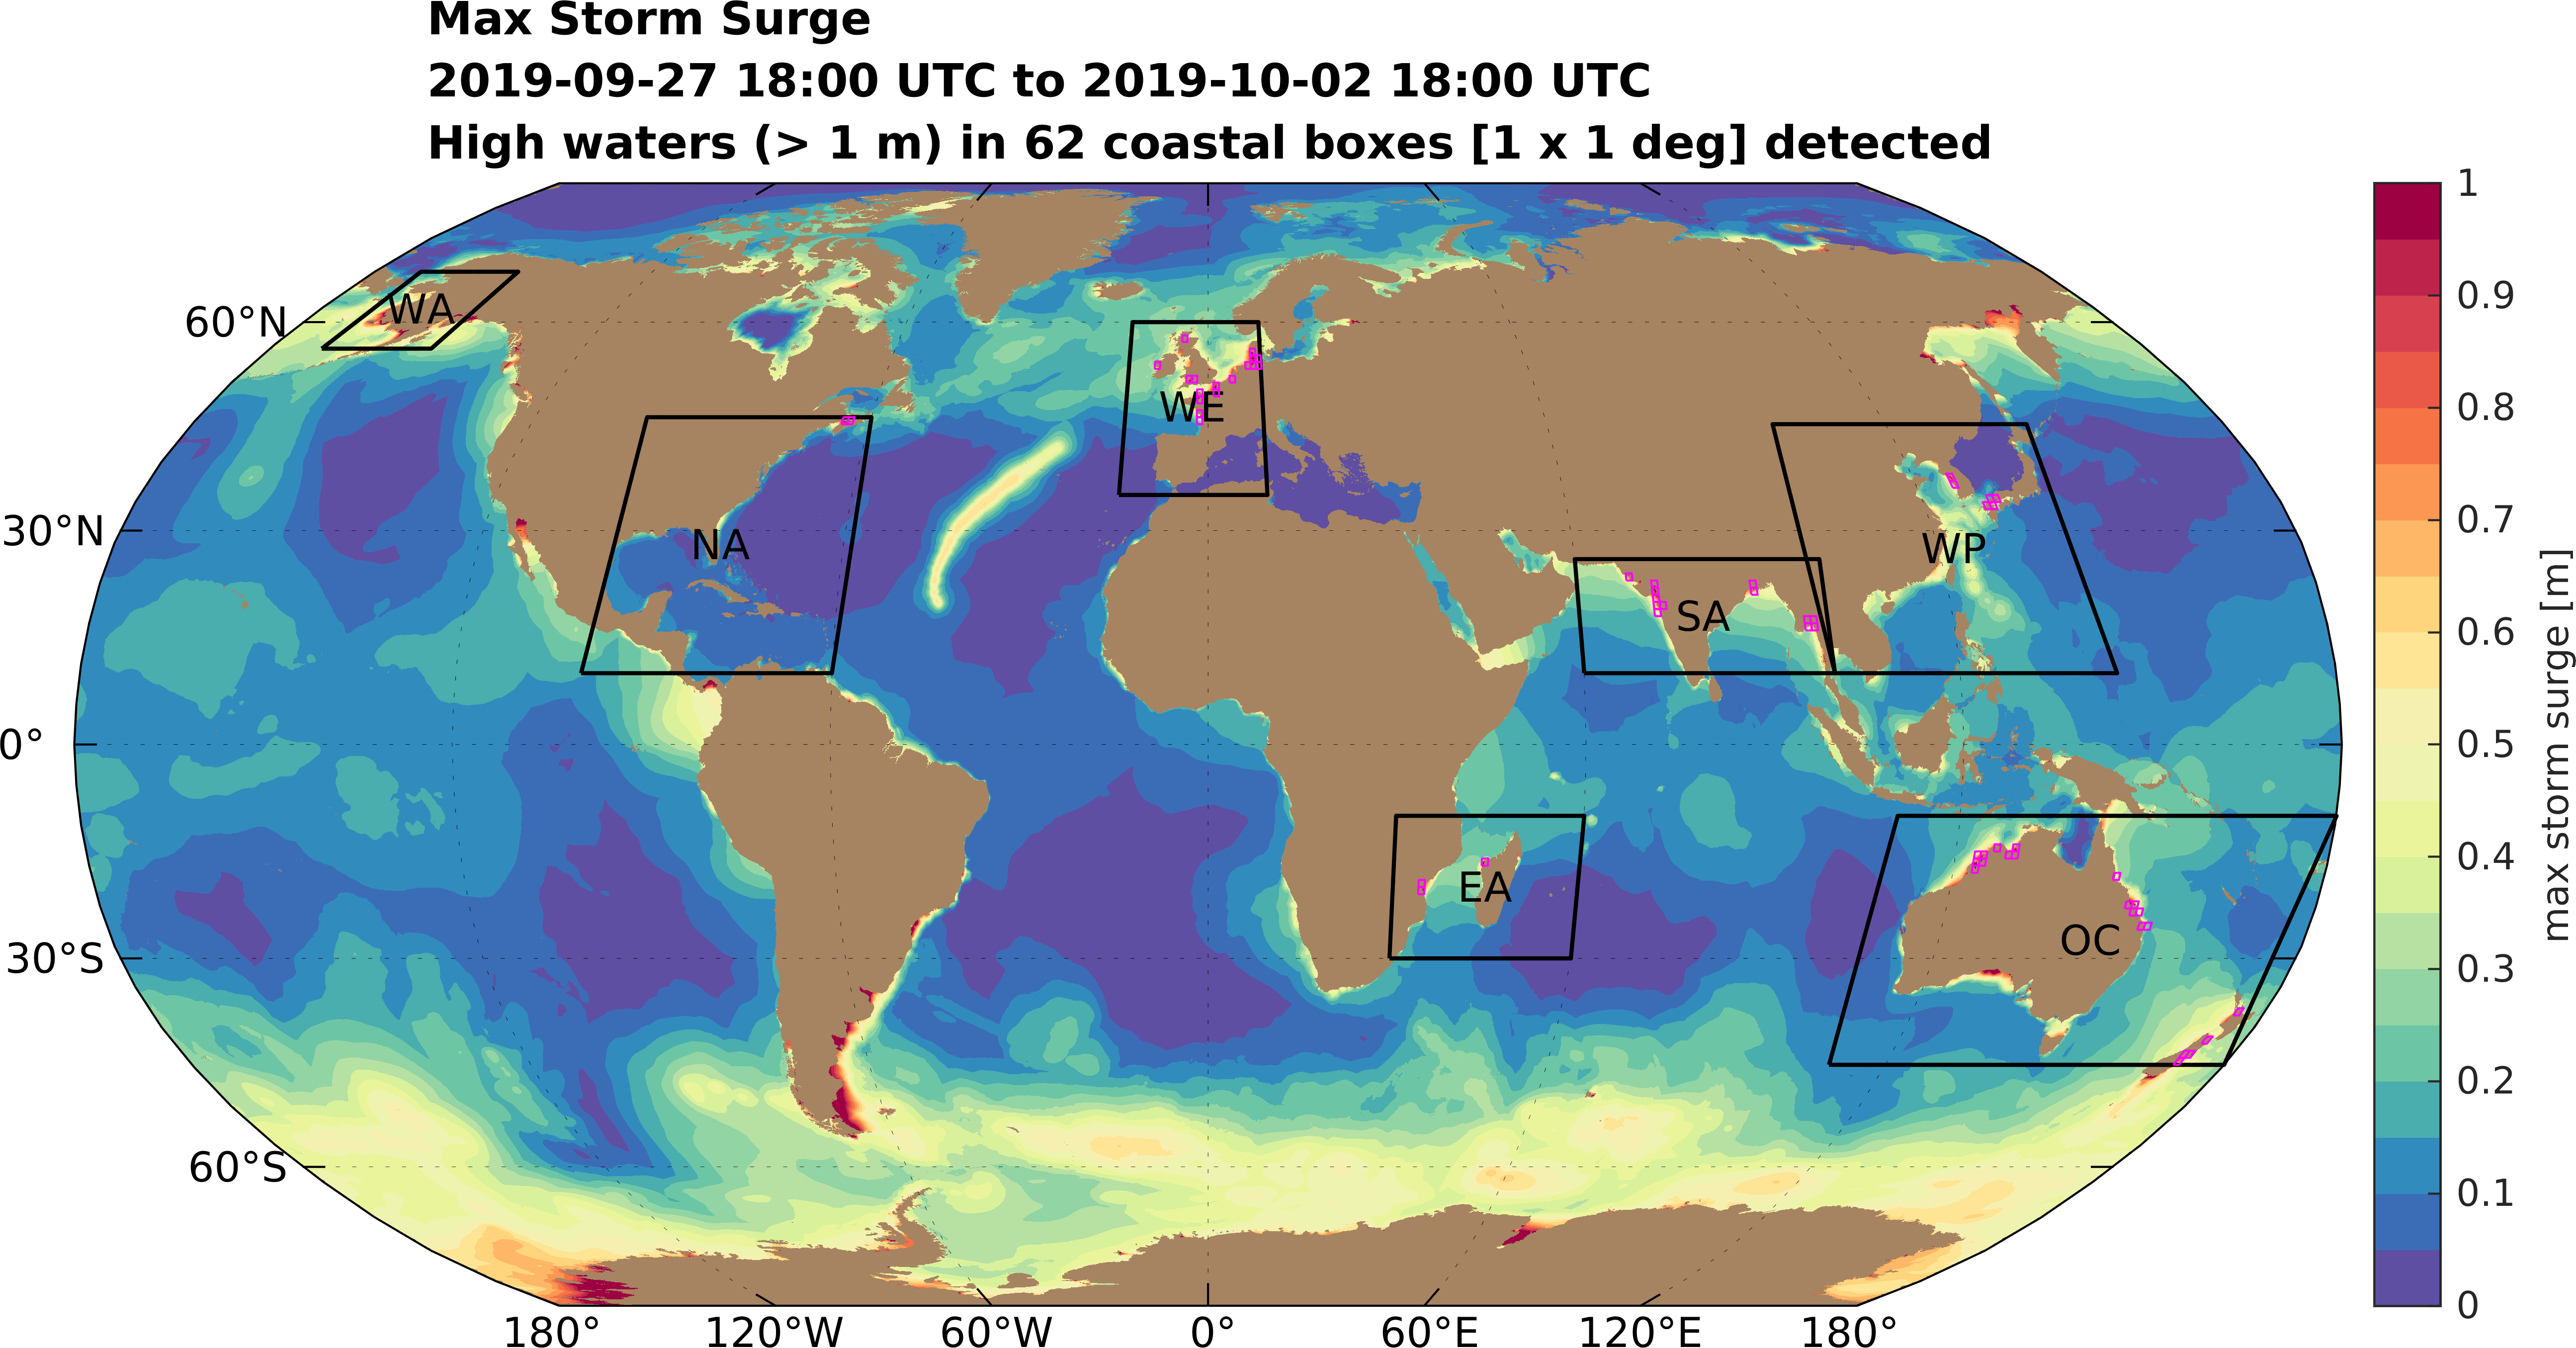 Max Storm Surge
2019-09-27 18:00 UTC to 2019-10-02 18:00 UTC
High waters (> 1 m) in 62 coastal boxes [1 x 1 deg] detected
60°N
30°N
0°
30°S
60°S
WA
NA
WE
SA
WP
EA
OC
180°
120°W
60°W
0°
60°E
120°E
180°
1
0.9
0.8
0.7
0.6
0.5
0.4
0.3
0.2
0.1
0
max storm surge [m]